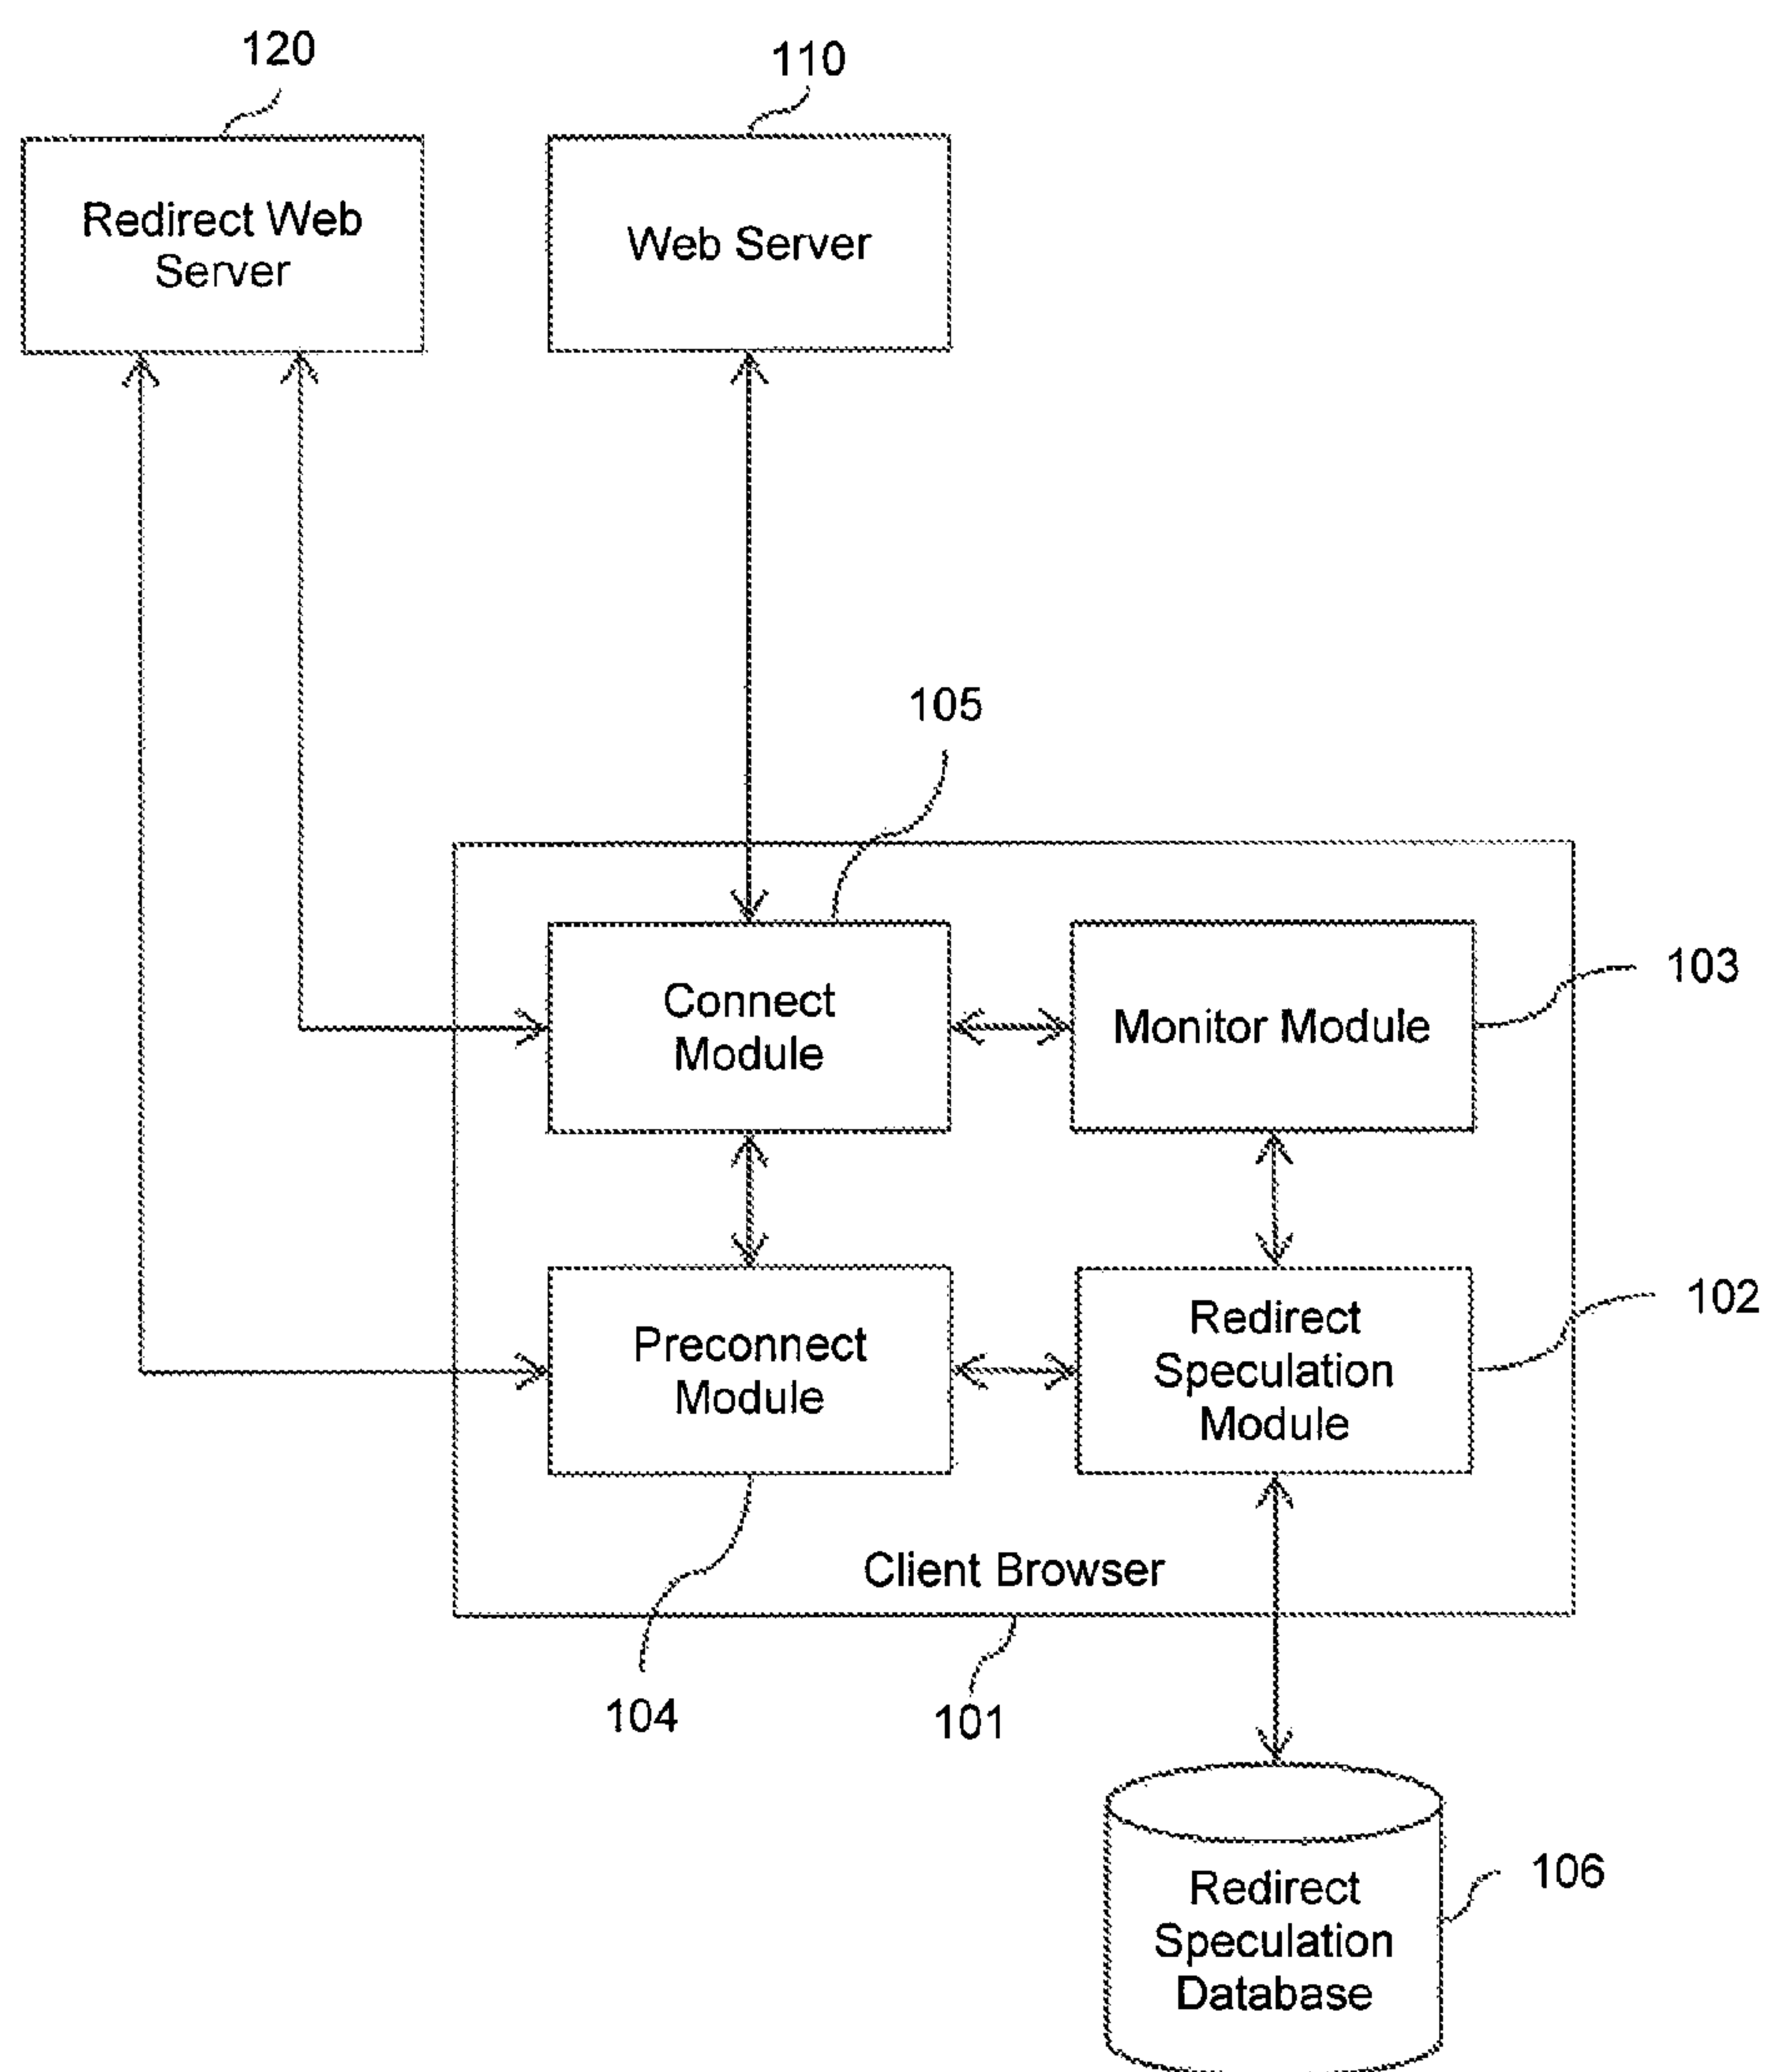 120
110
Redirect Web
Server
Web Server
105
Connect
Module
Monitor Module
103
Preconnect
Module
Redirect
Speculation
Module
102
Client Browser
104
101
Redirect
Speculation
Database
106